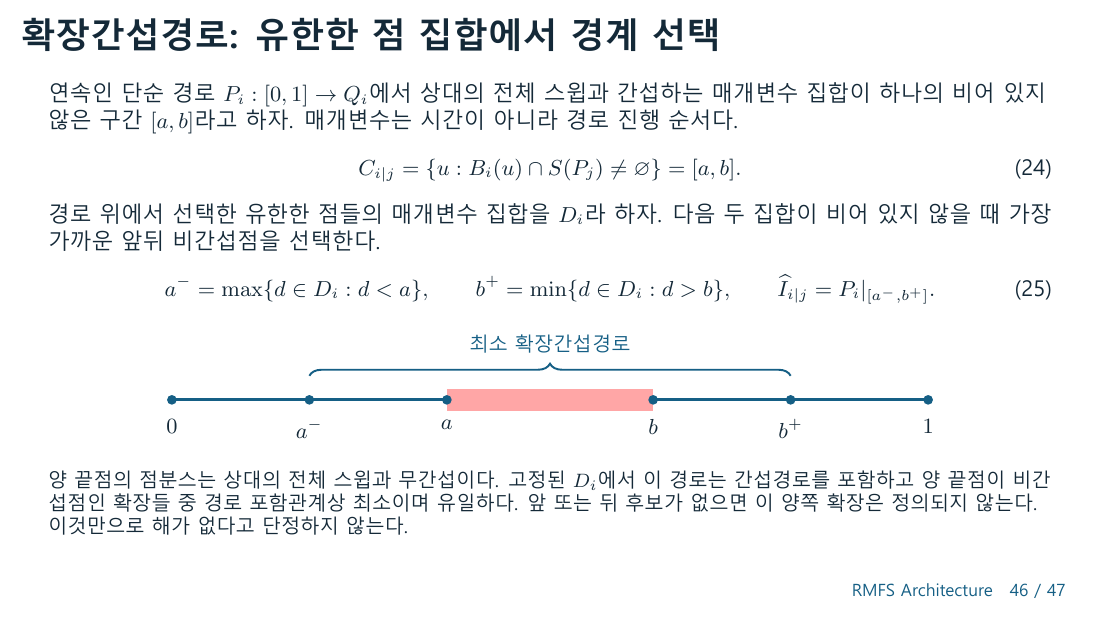 확장간섭경로: 유한한 점 집합에서 경계 선택
연속인 단순 경로 P_i : [0, 1] → Q_i에서 상대의 전체 스윕과 간섭하는 매개변수 집합이 하나의 비어 있지
않은 구간 [a, b]라고 하자. 매개변수는 시간이 아니라 경로 진행 순서다.
C_{i|j} = {u : B_i(u) ∩ S(P_j) ≠ ∅} = [a, b]. (24)
경로 위에서 선택한 유한한 점들의 매개변수 집합을 D_i라 하자. 다음 두 집합이 비어 있지 않을 때 가장
가까운 앞뒤 비간섭점을 선택한다.
a^- = max{d ∈ D_i : d < a}, b^+ = min{d ∈ D_i : d > b}, \widehat{I}_{i|j} = P_i|_{[a^-, b^+]}. (25)
최소 확장간섭경로
0 a^- a b b^+ 1
양 끝점의 점분스는 상대의 전체 스윕과 무간섭이다. 고정된 D_i에서 이 경로는 간섭경로를 포함하고 양 끝점이 비간
섭점인 확장들 중 경로 포함관계상 최소이며 유일하다. 앞 또는 뒤 후보가 없으면 이 양쪽 확장은 정의되지 않는다.
이것만으로 해가 없다고 단정하지 않는다.
RMFS Architecture 46 / 47